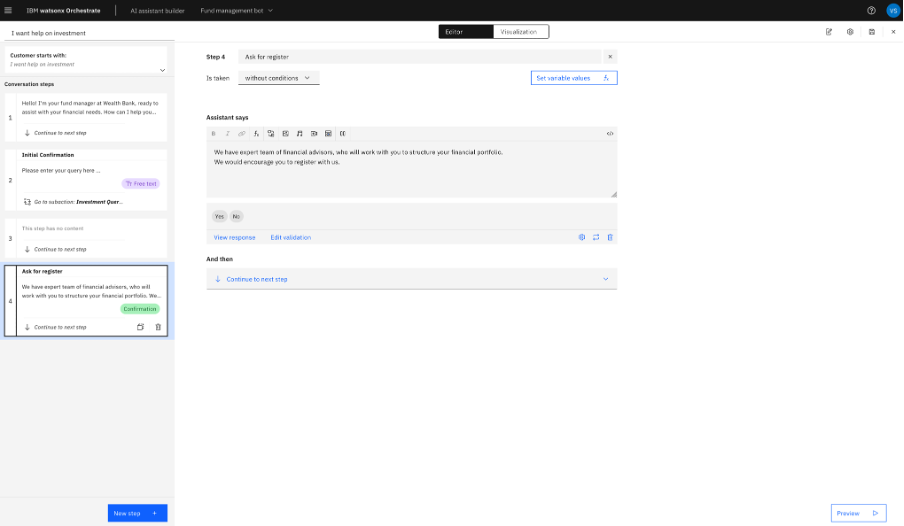 IBM watsonx Orchestrate
AI assistant builder
Fund management bot
VS
I want help on investment
Editor
Visualization
Customer starts with:
I want help on investment
Conversation steps
1
Hello! I'm your fund manager at Wealth Bank, ready to
assist with your financial needs. How can I help you...
Continue to next step
2
Initial Confirmation
Please enter your query here ...
Free text
Go to subaction: Investment Quer...
3
This step has no content
Continue to next step
4
Ask for register
We have expert team of financial advisors, who will
work with you to structure your financial portfolio. We...
Confirmation
Continue to next step
New step +
Step 4
Ask for register
Is taken
without conditions
Set variable values
Assistant says
B I
We have expert team of financial advisors, who will work with you to structure your financial portfolio.
We would encourage you to register with us.
Yes No
View response
Edit validation
And then
Continue to next step
Preview